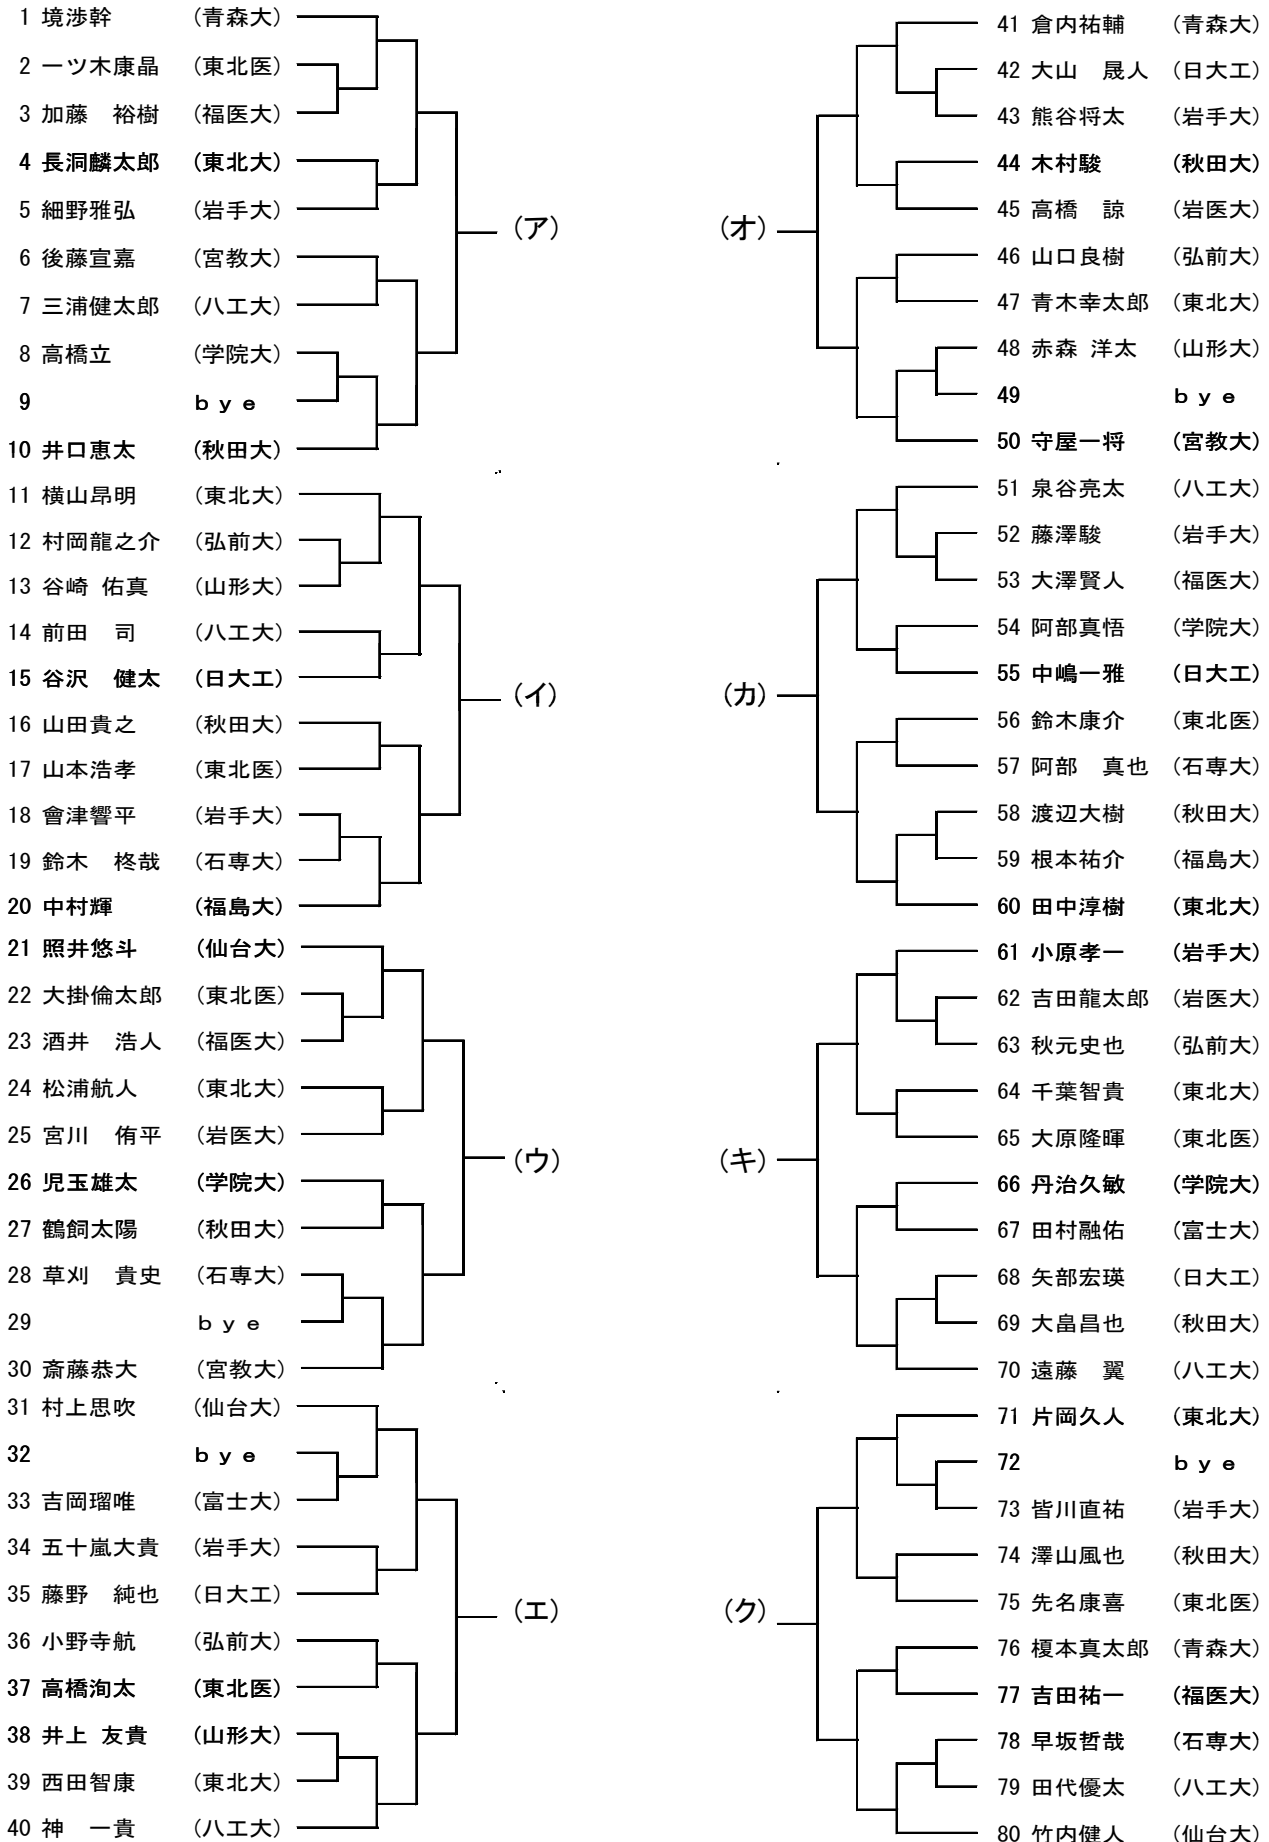 1 境渉幹 (青森大)
2 一ツ木康晶 (東北医)
3 加藤 裕樹 (福医大)
4 長洞麟太郎 (東北大)
5 細野雅弘 (岩手大)
(ア)
6 後藤宣嘉 (宮教大)
7 三浦健太郎 (八工大)
8 高橋立 (学院大)
9 bye
10 井口恵太 (秋田大)
11 横山昂明 (東北大)
12 村岡龍之介 (弘前大)
13 谷崎 佑真 (山形大)
14 前田 司 (八工大)
15 谷沢 健太 (日大工)
(イ)
16 山田貴之 (秋田大)
17 山本浩孝 (東北医)
18 會津響平 (岩手大)
19 鈴木 柊哉 (石専大)
20 中村輝 (福島大)
21 照井悠斗 (仙台大)
22 大掛倫太郎 (東北医)
23 酒井 浩人 (福医大)
24 松浦航人 (東北大)
25 宮川 侑平 (岩医大)
(ウ)
26 児玉雄太 (学院大)
27 鶴飼太陽 (秋田大)
28 草刈 貴史 (石専大)
29 bye
30 斎藤恭大 (宮教大)
31 村上思吹 (仙台大)
32 bye
33 吉岡瑠唯 (富士大)
34 五十嵐大貴 (岩手大)
35 藤野 純也 (日大工)
(エ)
36 小野寺航 (弘前大)
37 高橋洵太 (東北医)
38 井上 友貴 (山形大)
39 西田智康 (東北大)
40 神 一貴 (八工大)
41 倉内祐輔 (青森大)
42 大山 晟人 (日大工)
43 熊谷将太 (岩手大)
44 木村駿 (秋田大)
45 高橋 諒 (岩医大)
(オ)
46 山口良樹 (弘前大)
47 青木幸太郎 (東北大)
48 赤森 洋太 (山形大)
49 bye
50 守屋一将 (宮教大)
51 泉谷亮太 (八工大)
52 藤澤駿 (岩手大)
53 大澤賢人 (福医大)
54 阿部真悟 (学院大)
55 中嶋一雅 (日大工)
(カ)
56 鈴木康介 (東北医)
57 阿部 真也 (石専大)
58 渡辺大樹 (秋田大)
59 根本祐介 (福島大)
60 田中淳樹 (東北大)
61 小原孝一 (岩手大)
62 吉田龍太郎 (岩医大)
63 秋元史也 (弘前大)
64 千葉智貴 (東北大)
65 大原隆暉 (東北医)
(キ)
66 丹治久敏 (学院大)
67 田村融佑 (富士大)
68 矢部宏瑛 (日大工)
69 大畠昌也 (秋田大)
70 遠藤 翼 (八工大)
71 片岡久人 (東北大)
72 bye
73 皆川直祐 (岩手大)
74 澤山風也 (秋田大)
75 先名康喜 (東北医)
(ク)
76 榎本真太郎 (青森大)
77 吉田祐一 (福医大)
78 早坂哲哉 (石専大)
79 田代優太 (八工大)
80 竹内健人 (仙台大)